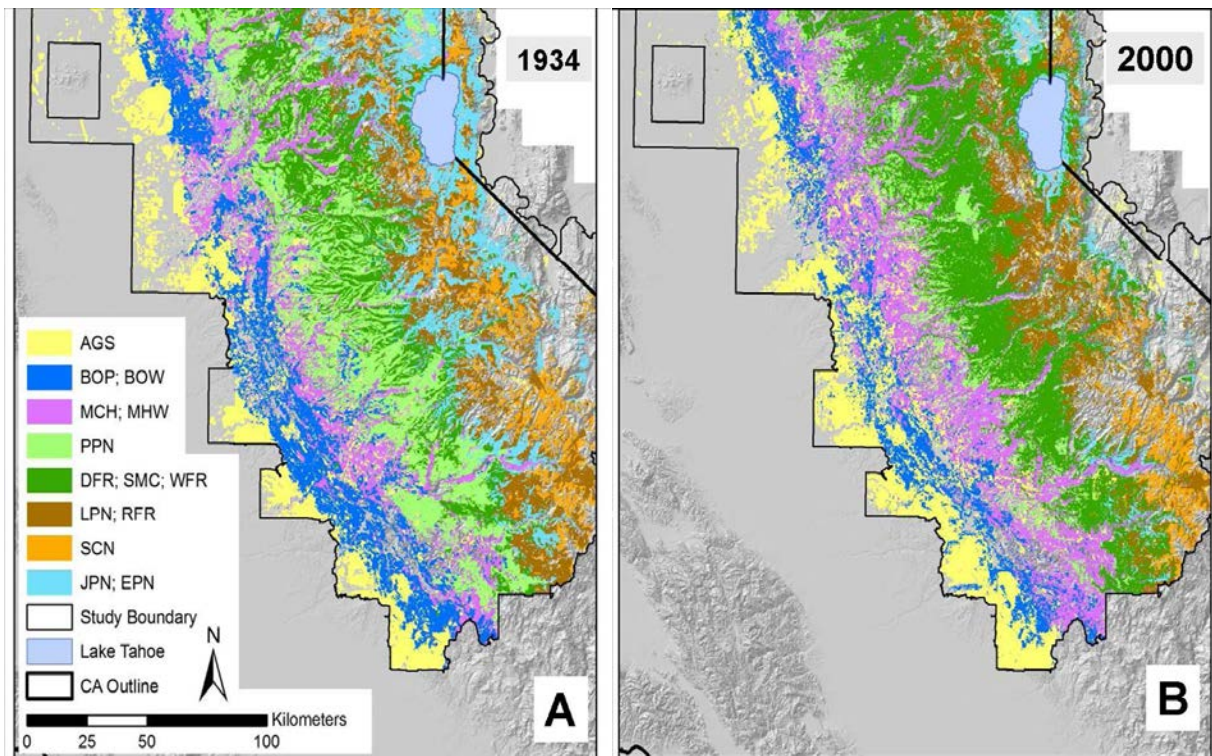 1934
2000
AGS
BOP; BOW
MCH; MHW
PPN
DFR; SMC; WFR
LPN; RFR
SCN
JPN; EPN
Study Boundary
Lake Tahoe
CA Outline
N
Kilometers
0 25 50 100
A
B